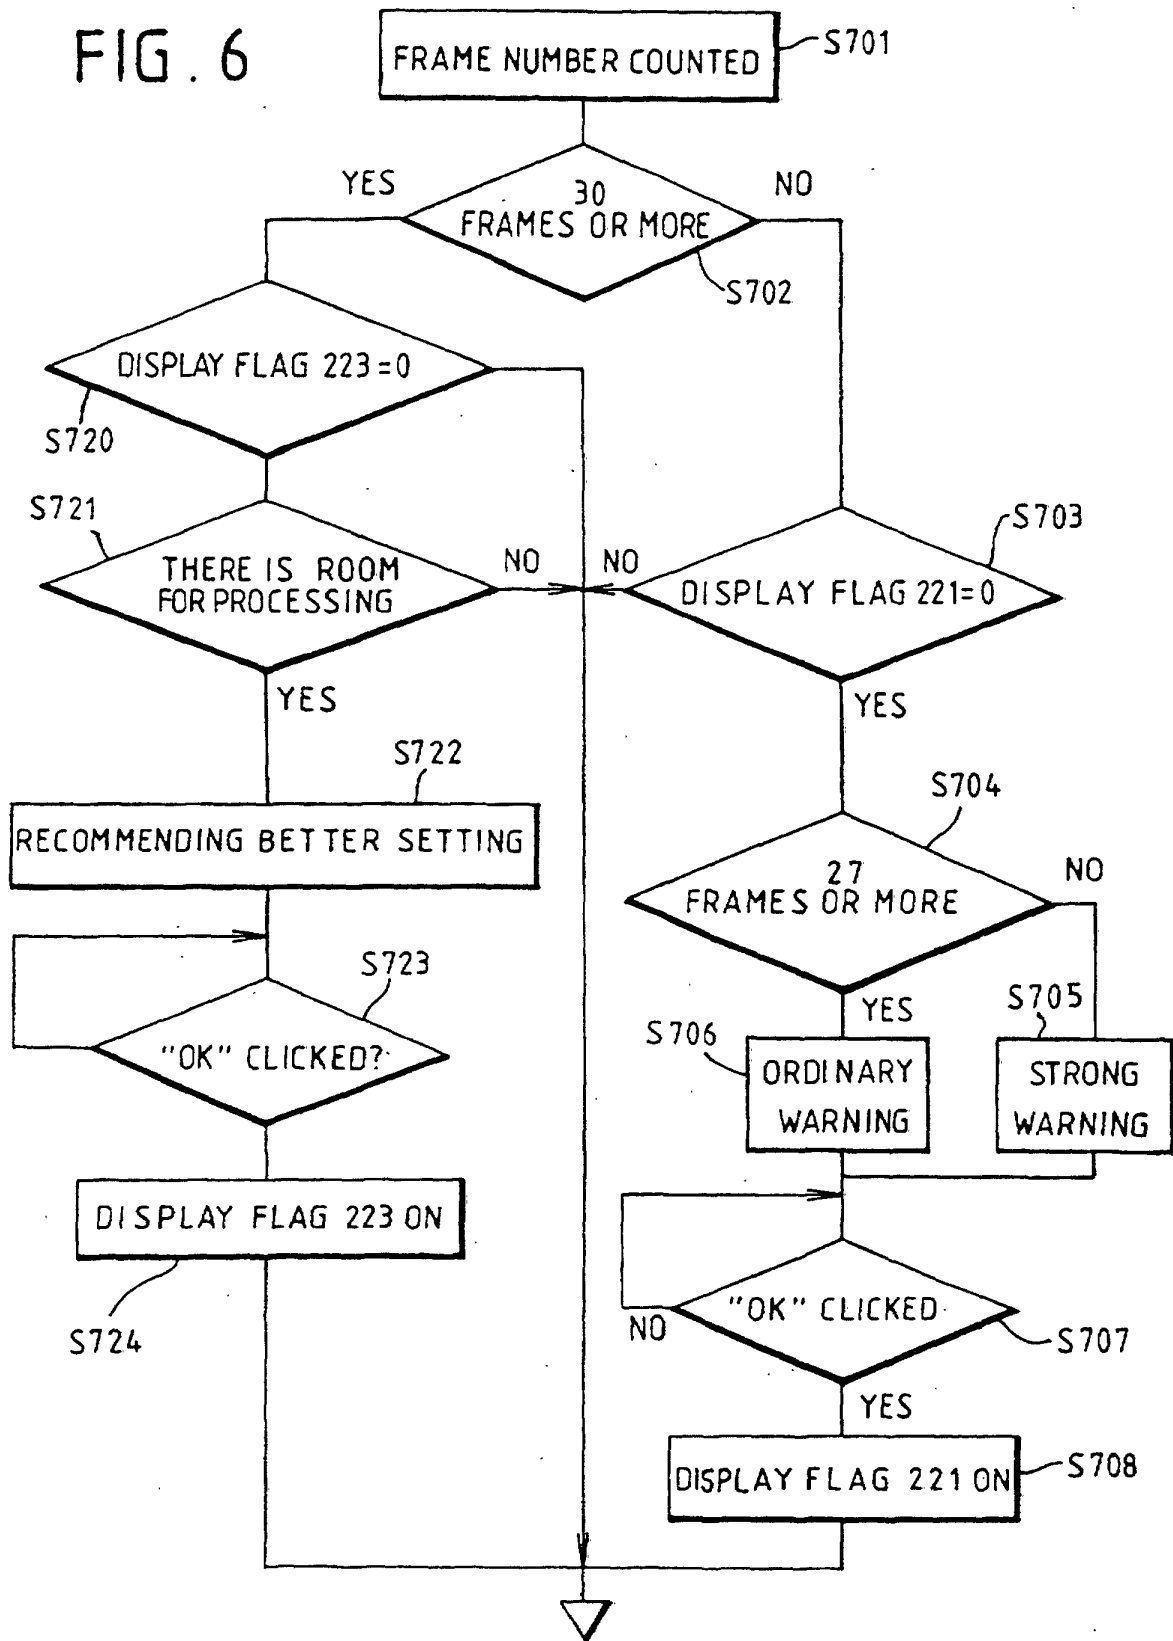 FIG. 6
FRAME NUMBER COUNTED
S701
YES
30
FRAMES OR MORE
NO
S702
DISPLAY FLAG 223=0
S720
S721
THERE IS ROOM
FOR PROCESSING
NO
NO
S703
DISPLAY FLAG 221=0
YES
YES
S722
RECOMMENDING BETTER SETTING
S704
27
FRAMES OR MORE
NO
S723
"OK" CLICKED?
YES
S706
ORDINARY
WARNING
S705
STRONG
WARNING
DISPLAY FLAG 223 ON
S724
"OK" CLICKED
NO
S707
YES
DISPLAY FLAG 221 ON
S708